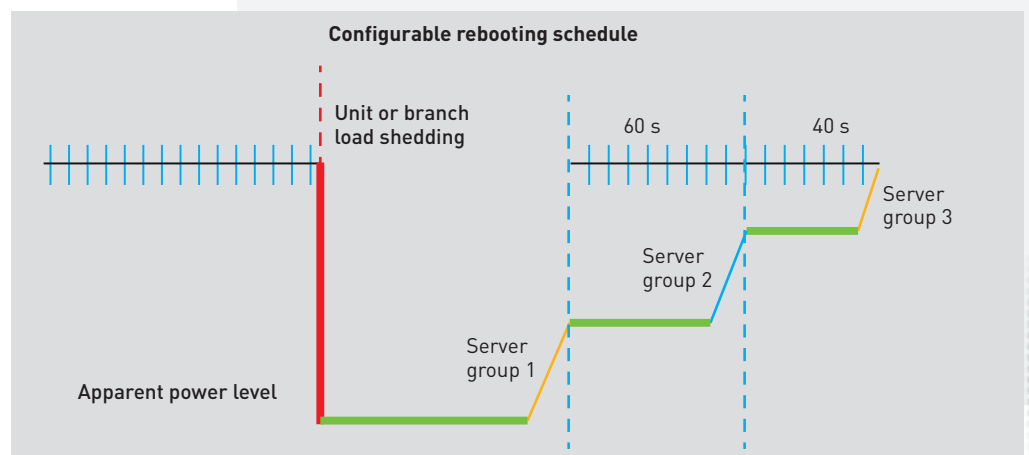 Configurable rebooting schedule
Unit or branch
load shedding
60 s
40 s
Server
group 3
Server
group 2
Server
group 1
Apparent power level